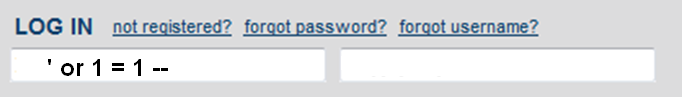 LOG IN not registered? forgot password? forgot username?
' or 1 = 1 --